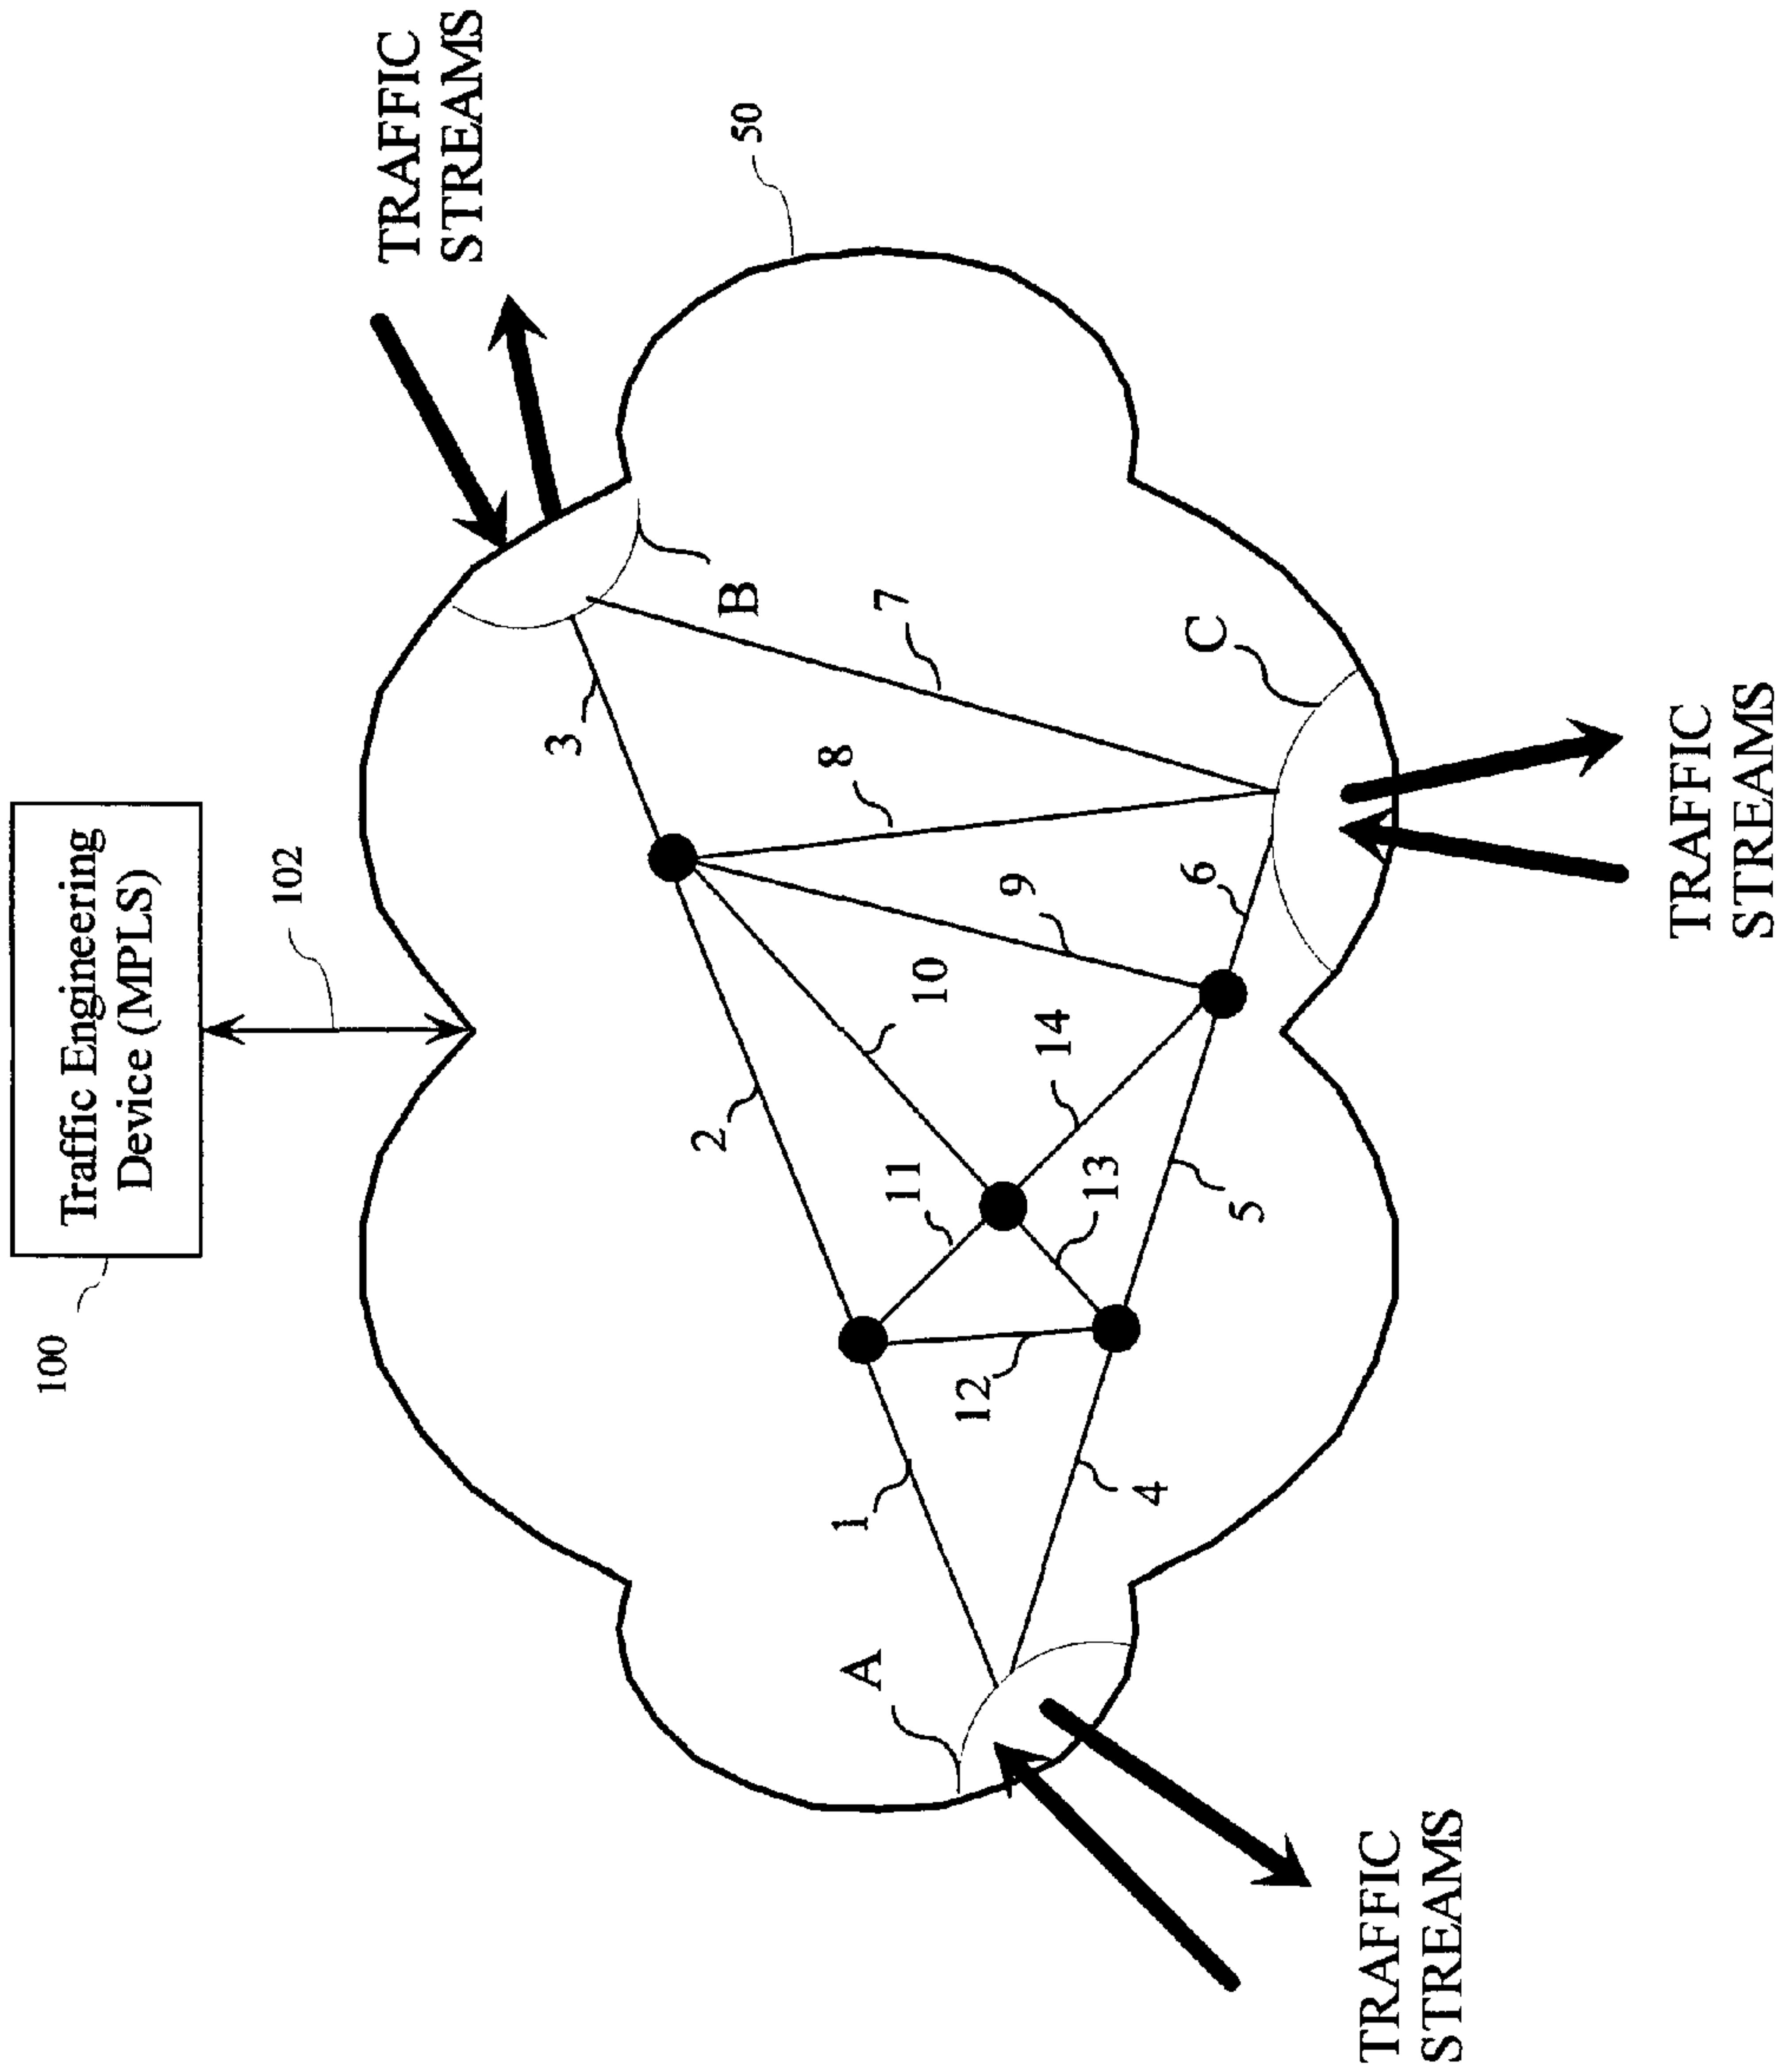 Traffic Engineering
Device (MPLS)
100
102
TRAFFIC
STREAMS
50
B
3
7
8
2
10
9
C
11
14
6
1
12
13
5
4
A
TRAFFIC
STREAMS
TRAFFIC
STREAMS